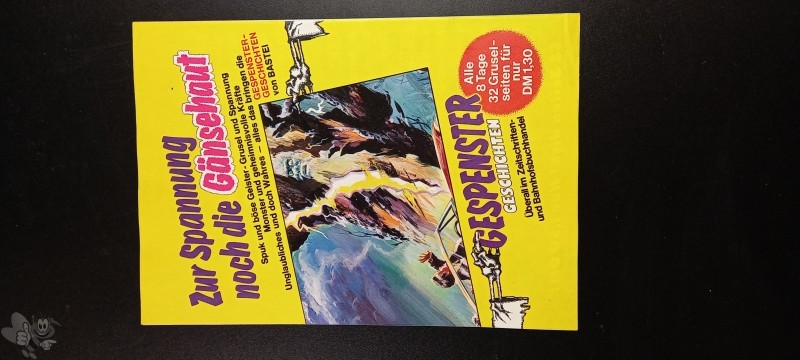 Zur Spannung
noch die Gänsehaut
Spuk und böse Geister · Grusel und Spannung
Monster und geheimnisvolle Kräfte
Unglaubliches und doch Wahres – alles das bringen die
GESPENSTER-
GESCHICHTEN
von BASTEI
GESPENSTER
GESCHICHTEN
Alle
8 Tage
32 Grusel-
seiten für
nur
DM 1,30
Überall im Zeitschriften-
und Bahnhofsbuchhandel